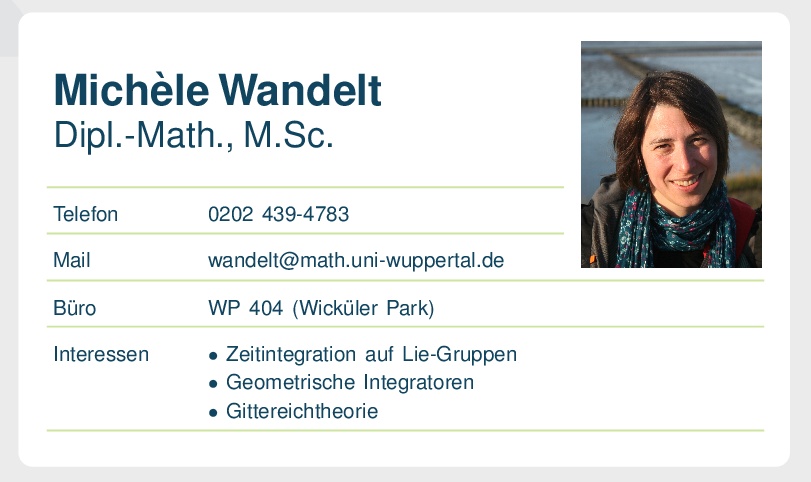 Michèle Wandelt
Dipl.-Math., M.Sc.
Telefon 0202 439-4783
Mail wandelt@math.uni-wuppertal.de
Büro WP 404 (Wicküler Park)
Interessen • Zeitintegration auf Lie-Gruppen
• Geometrische Integratoren
• Gittereichtheorie